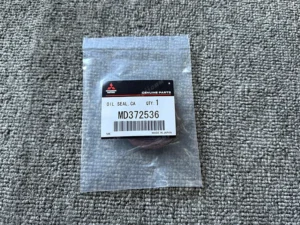 GENUINE PARTS
OIL SEAL,CA QTY 1
MD372536